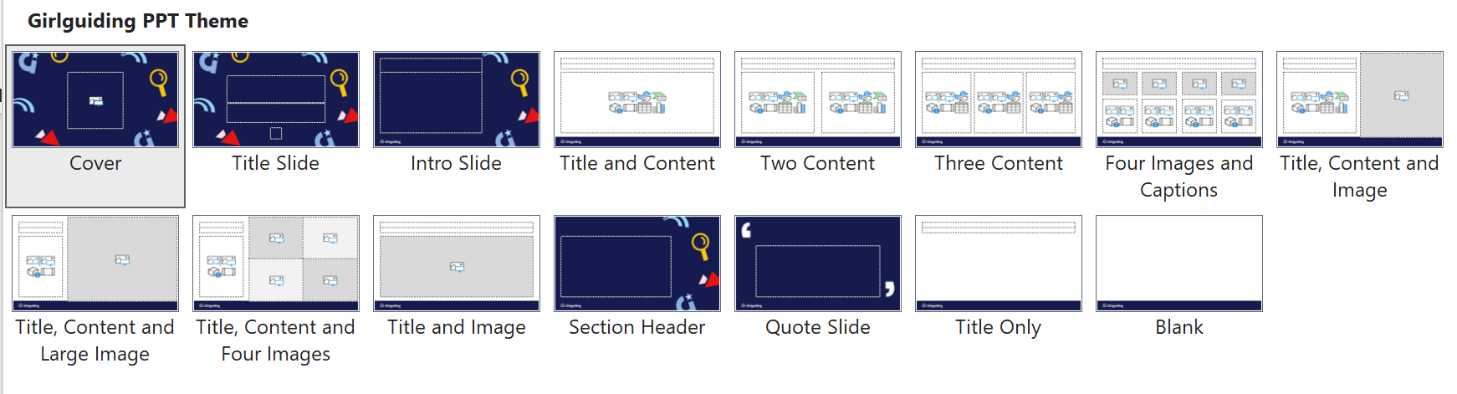 Girlguiding PPT Theme
Cover
Title Slide
Intro Slide
Title and Content
Two Content
Three Content
Four Images and
Captions
Title, Content and
Image
Title, Content and
Large Image
Title, Content and
Four Images
Title and Image
Section Header
Quote Slide
Title Only
Blank